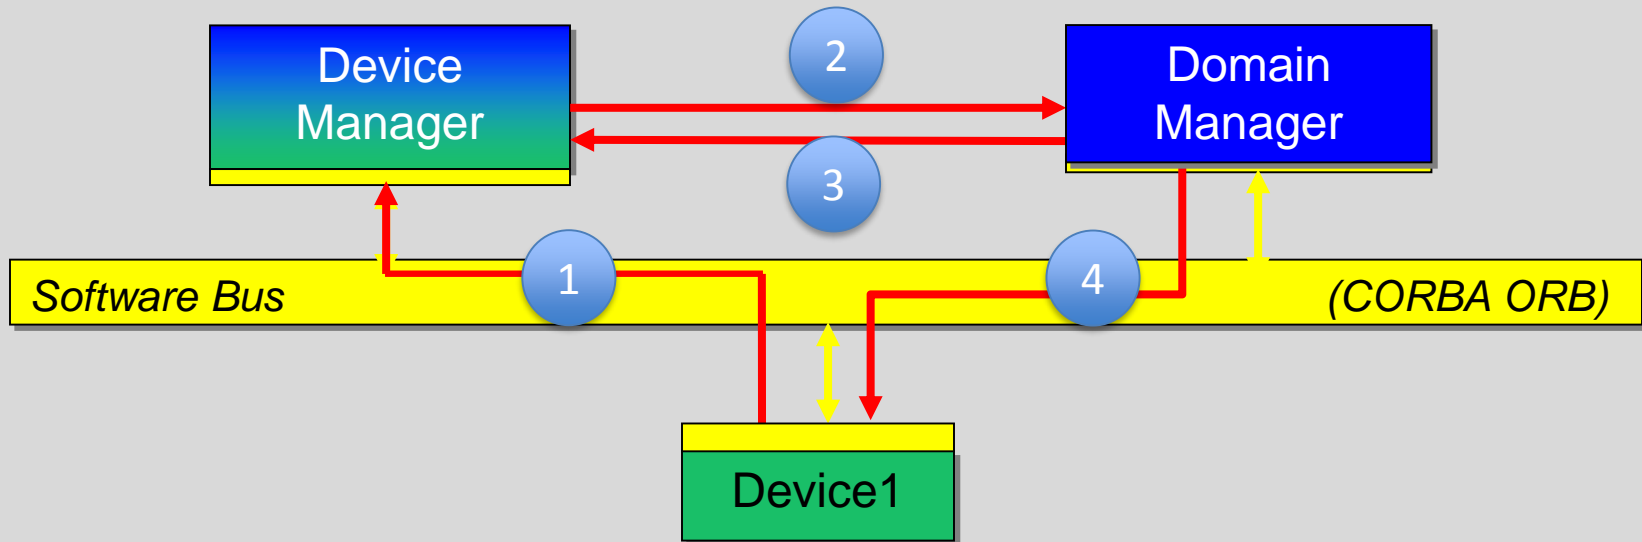 Device
Manager
2
Domain
Manager
3
1
4
Software Bus
(CORBA ORB)
Device1